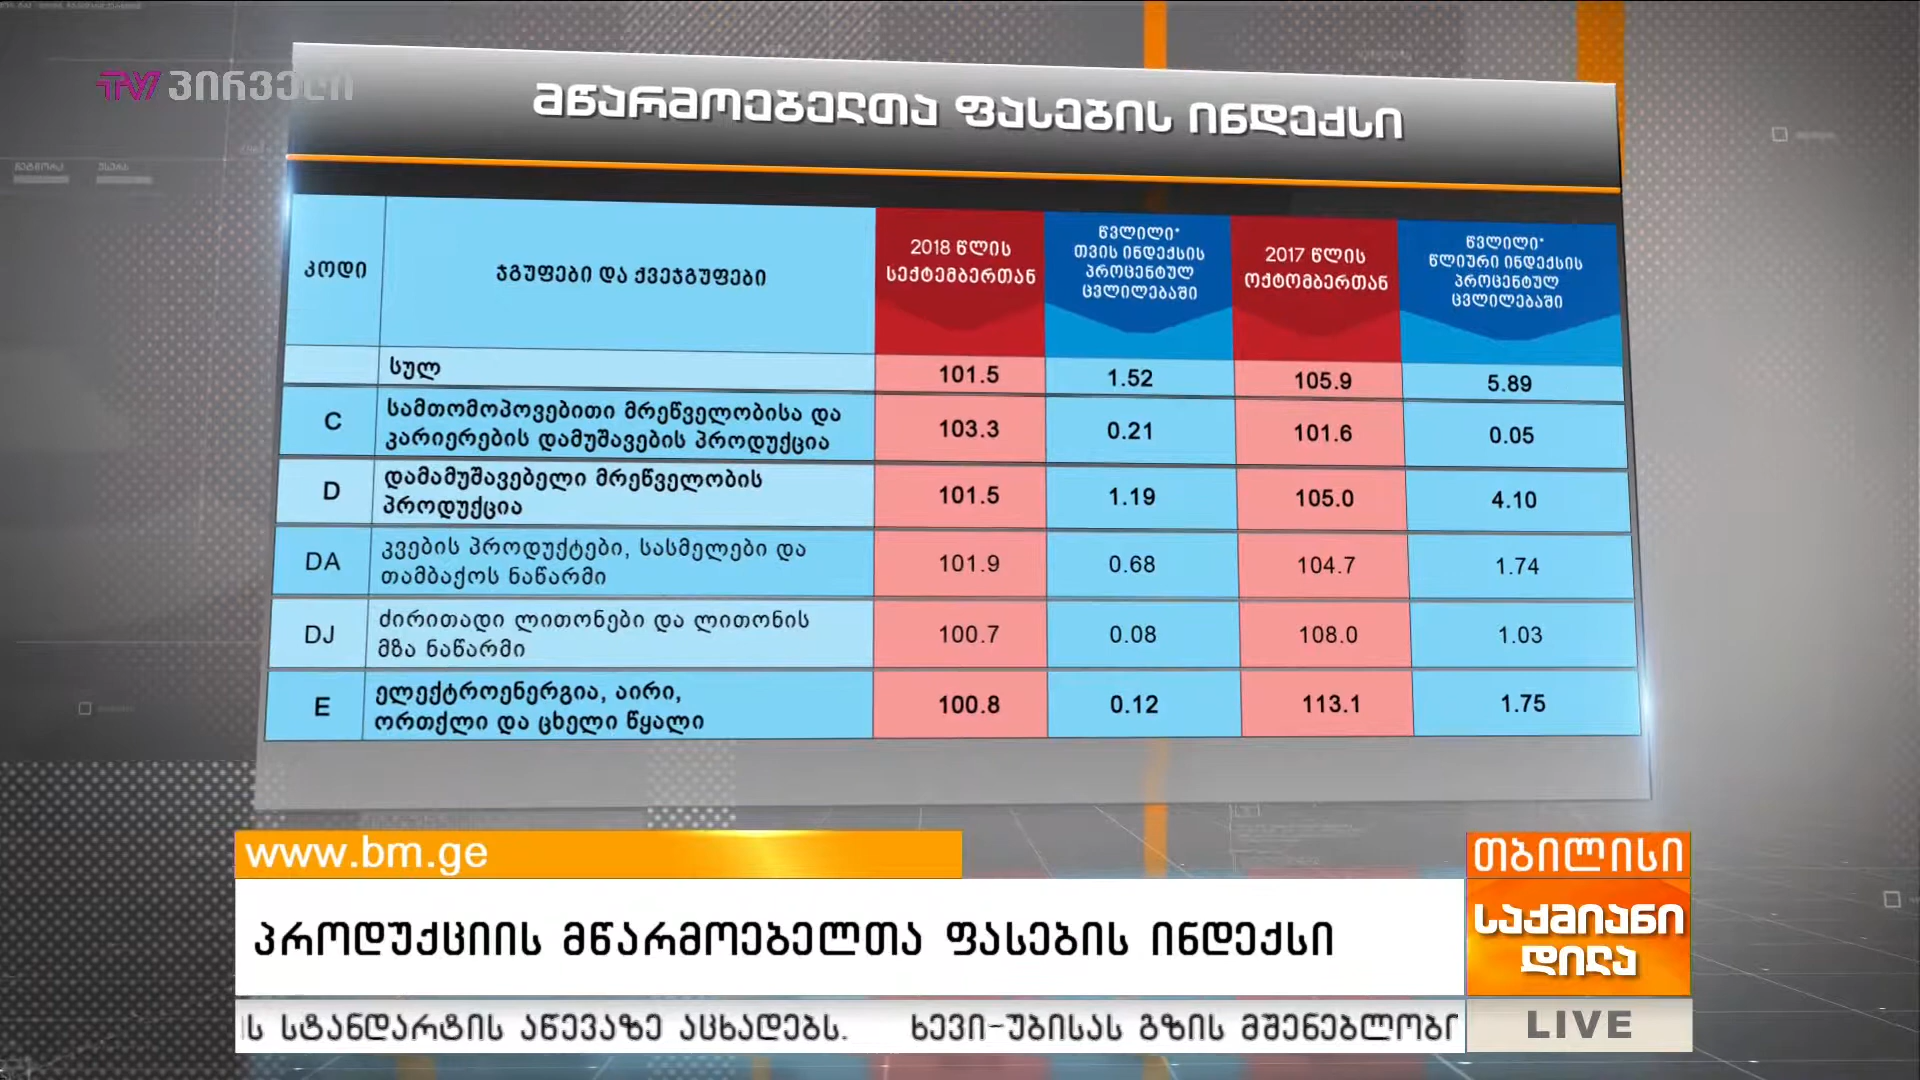 TV პირველი
მწარმოებელთა ფასების ინდექსი
კოდი
ჯგუფები და ქვეჯგუფები
2018 წლის
სექტემბერთან
წვლილი*
თვის ინდექსის
პროცენტულ
ცვლილებაში
2017 წლის
ოქტომბერთან
წვლილი*
წლიური ინდექსის
პროცენტულ
ცვლილებაში
სულ 101.5 1.52 105.9 5.89
C სამთომოპოვებითი მრეწველობისა და
კარიერების დამუშავების პროდუქცია 103.3 0.21 101.6 0.05
D დამამუშავებელი მრეწველობის
პროდუქცია 101.5 1.19 105.0 4.10
DA კვების პროდუქტები, სასმელები და
თამბაქოს ნაწარმი 101.9 0.68 104.7 1.74
DJ ძირითადი ლითონები და ლითონის
მზა ნაწარმი 100.7 0.08 108.0 1.03
E ელექტროენერგია, აირი,
ორთქლი და ცხელი წყალი 100.8 0.12 113.1 1.75
www.bm.ge
თბილისი
პროდუქციის მწარმოებელთა ფასების ინდექსი
საქმიანი
დილა
ის სტანდარტის აწევაზე აცხადებს. ხევი-უბისას გზის მშენებლობი
LIVE